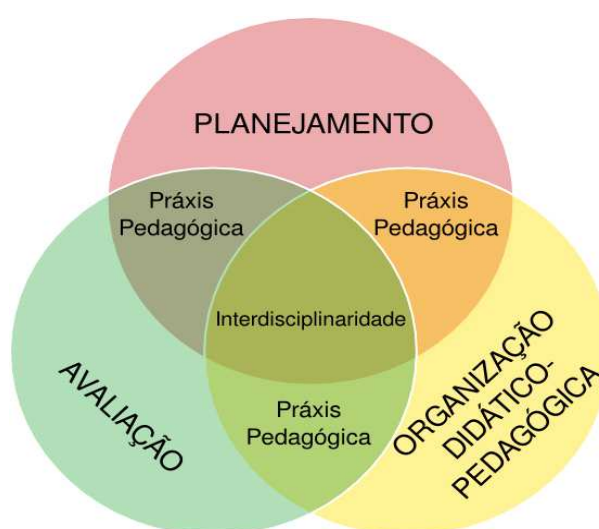 PLANEJAMENTO
Práxis
Pedagógica
Práxis
Pedagógica
Interdisciplinaridade
AVALIAÇÃO
Práxis
Pedagógica
ORGANIZAÇÃO
DIDÁTICO-
PEDAGÓGICA